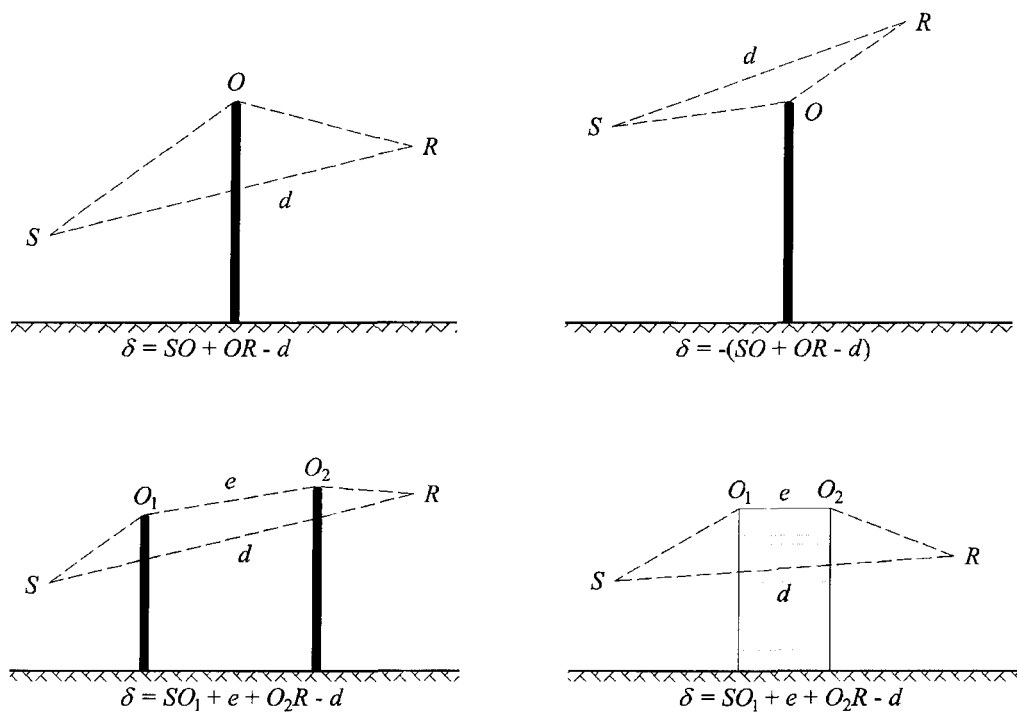 O
R
d
S
δ = SO + OR - d
R
d
S
O
δ = -(SO + OR - d)
O₁
e
O₂
R
d
S
δ = SO₁ + e + O₂R - d
O₁ e O₂
S
R
d
δ = SO₁ + e + O₂R - d